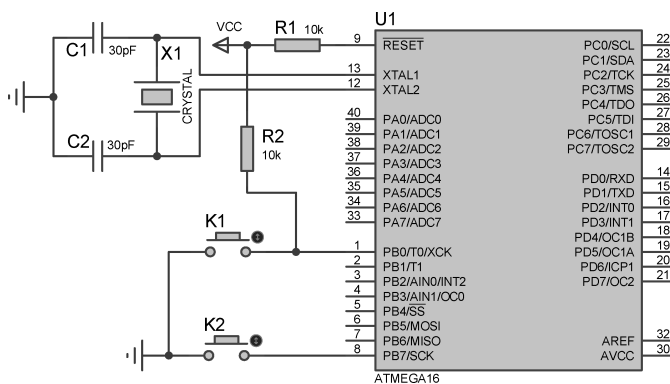 U1
C1
30pF
X1
CRYSTAL
C2
30pF
VCC
R1 10k
R2
10k
K1
K2
9 RESET
13 XTAL1
12 XTAL2
40 PA0/ADC0
39 PA1/ADC1
38 PA2/ADC2
37 PA3/ADC3
36 PA4/ADC4
35 PA5/ADC5
34 PA6/ADC6
33 PA7/ADC7
1 PB0/T0/XCK
2 PB1/T1
3 PB2/AIN0/INT2
4 PB3/AIN1/OC0
5 PB4/SS
6 PB5/MOSI
7 PB6/MISO
8 PB7/SCK
PC0/SCL 22
PC1/SDA 23
PC2/TCK 24
PC3/TMS 25
PC4/TDO 26
PC5/TDI 27
PC6/TOSC1 28
PC7/TOSC2 29
PD0/RXD 14
PD1/TXD 15
PD2/INT0 16
PD3/INT1 17
PD4/OC1B 18
PD5/OC1A 19
PD6/ICP1 20
PD7/OC2 21
AREF 32
AVCC 30
ATMEGA16